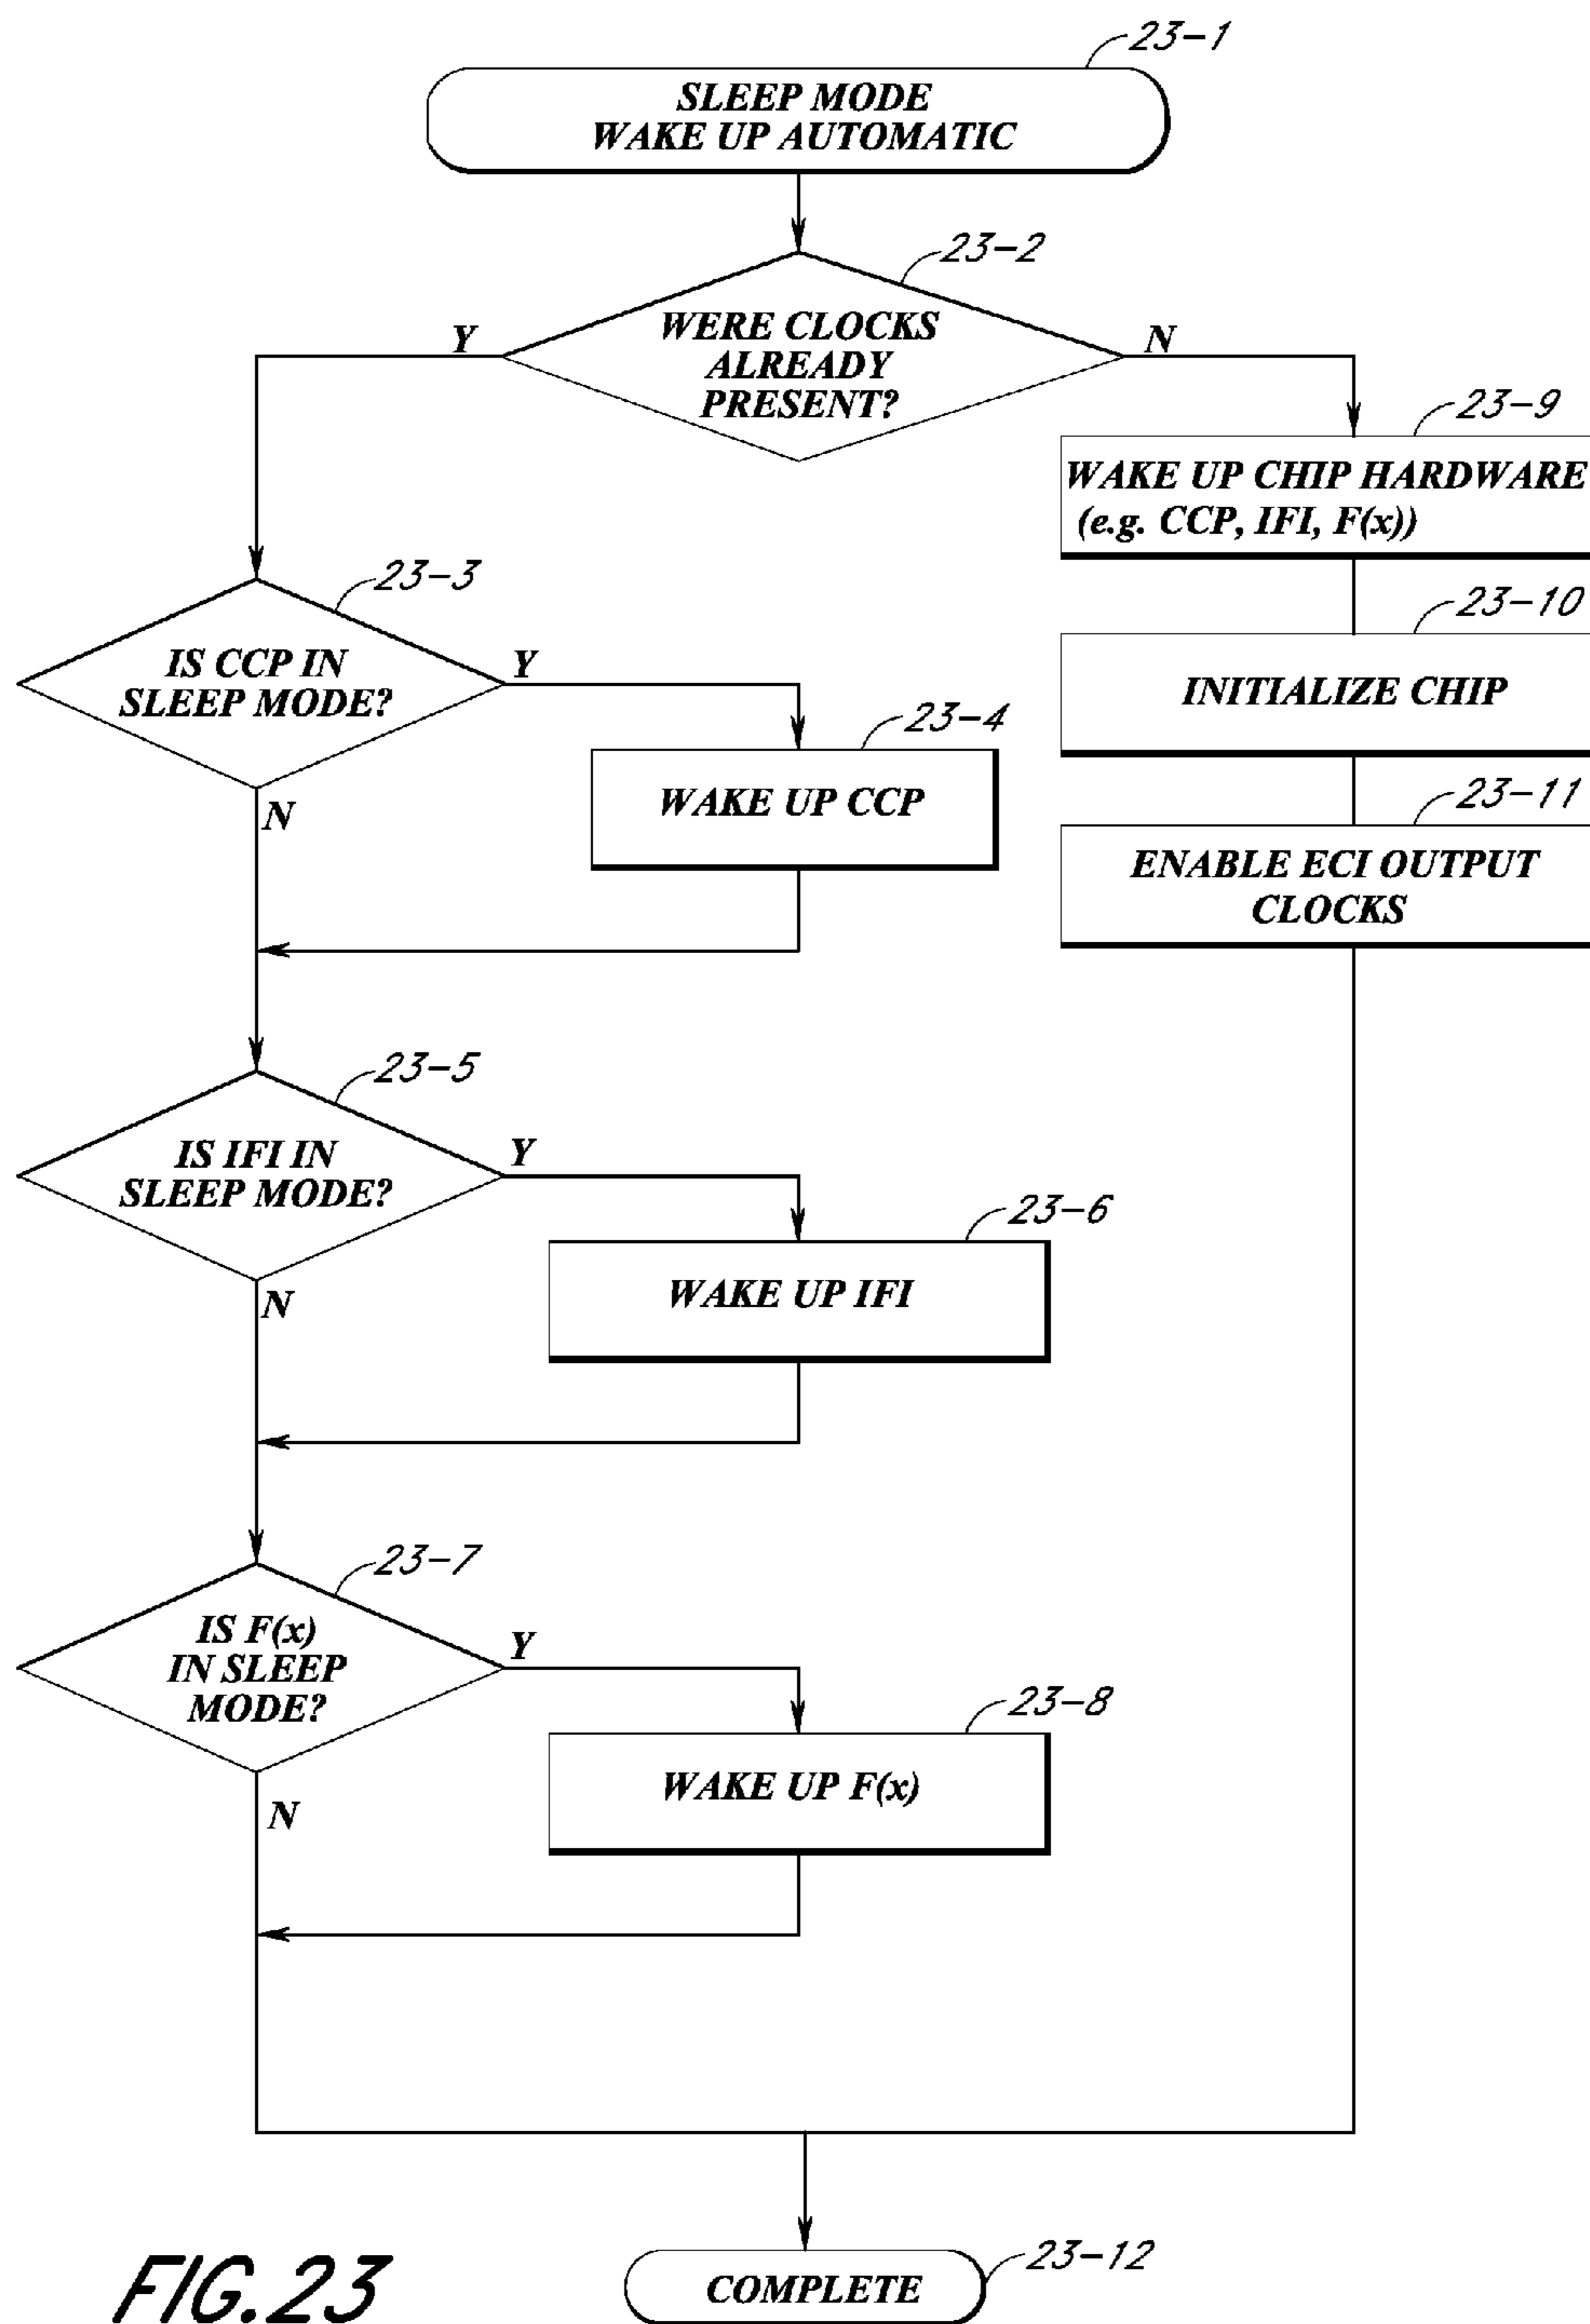 23-1
SLEEP MODE
WAKE UP AUTOMATIC
23-2
WERE CLOCKS
ALREADY
PRESENT?
Y
N
23-9
WAKE UP CHIP HARDWARE
(e.g. CCP, IFI, F(x))
23-10
INITIALIZE CHIP
23-11
ENABLE ECI OUTPUT
CLOCKS
23-3
IS CCP IN
SLEEP MODE?
Y
N
23-4
WAKE UP CCP
23-5
IS IFI IN
SLEEP MODE?
Y
N
23-6
WAKE UP IFI
23-7
IS F(x)
IN SLEEP
MODE?
Y
N
23-8
WAKE UP F(x)
23-12
COMPLETE
FIG.23